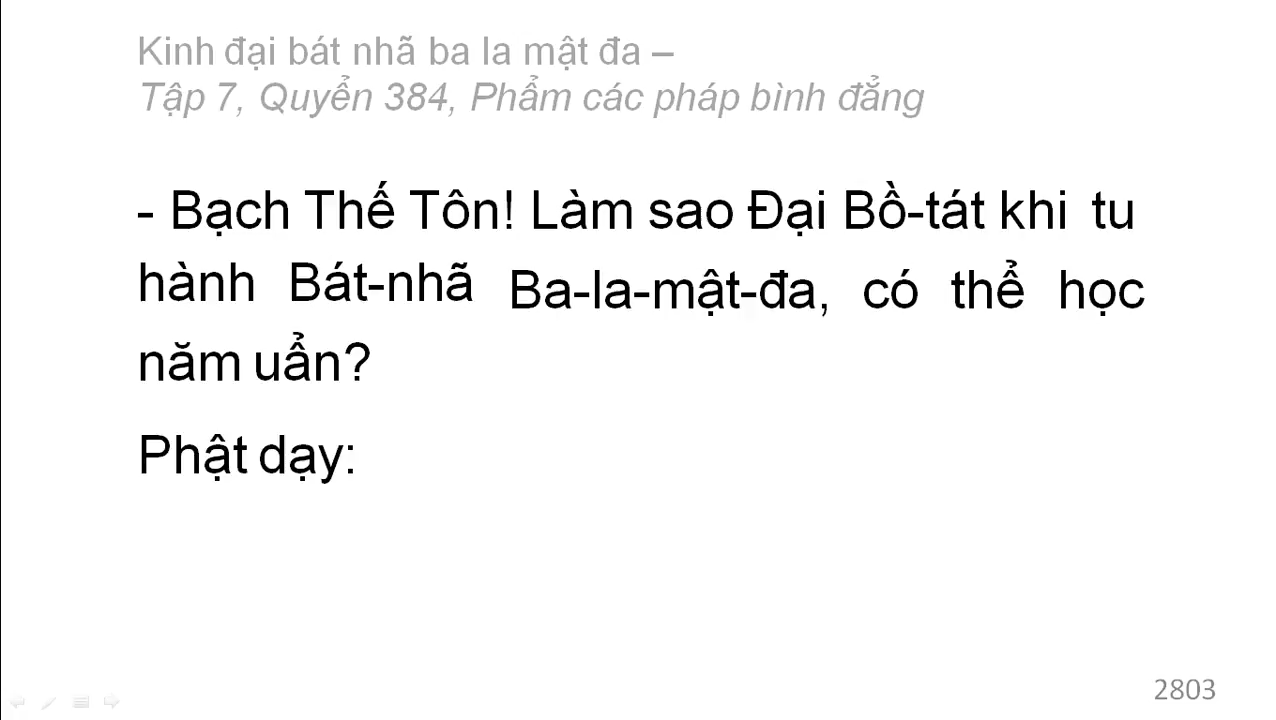 Kinh đại bát nhã ba la mật đa –
Tập 7, Quyển 384, Phẩm các pháp bình đẳng
- Bạch Thế Tôn! Làm sao Đại Bồ-tát khi tu
hành Bát-nhã Ba-la-mật-đa, có thể học
năm uẩn?
Phật dạy:
2803